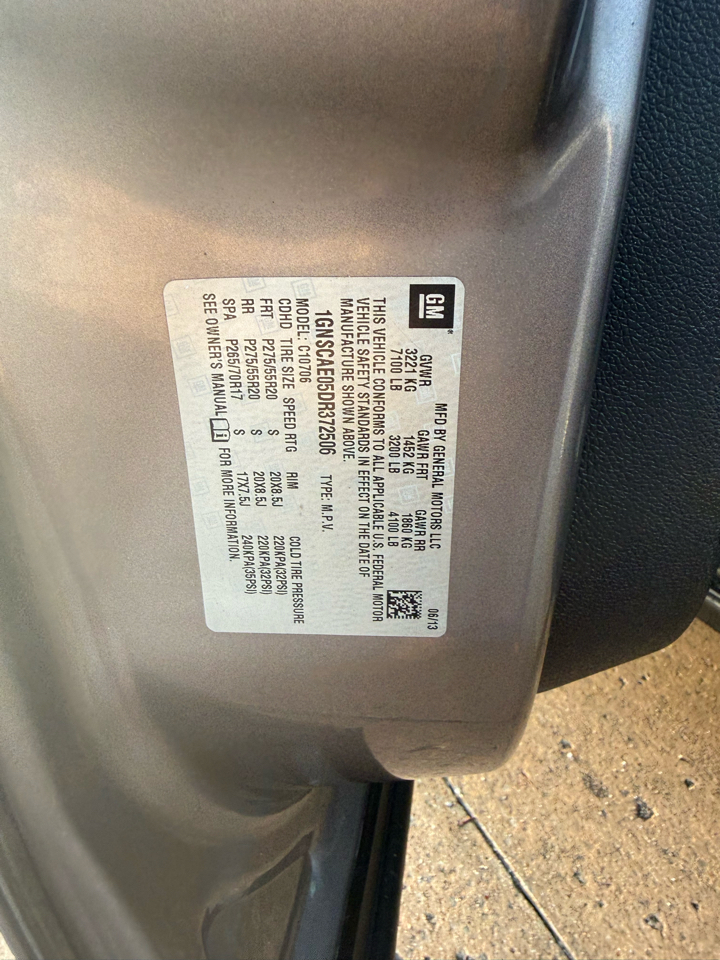 GM®
MFD BY GENERAL MOTORS LLC 06/13
GVWR GAWR FRT GAWR RR
3221 KG 1452 KG 1860 KG
7100 LB 3200 LB 4100 LB
THIS VEHICLE CONFORMS TO ALL APPLICABLE U.S. FEDERAL MOTOR
VEHICLE SAFETY STANDARDS IN EFFECT ON THE DATE OF
MANUFACTURE SHOWN ABOVE.
1GNSCAE05DR372506 TYPE: M.P.V.
MODEL: C10706
CDHD TIRE SIZE SPEED RTG RIM COLD TIRE PRESSURE
FRT P275/55R20 S 20X8.5J 220KPA(32PSI)
RR P275/55R20 S 20X8.5J 220KPA(32PSI)
SPA P265/70R17 S 17X7.5J 240KPA(35PSI)
SEE OWNER'S MANUAL FOR MORE INFORMATION.